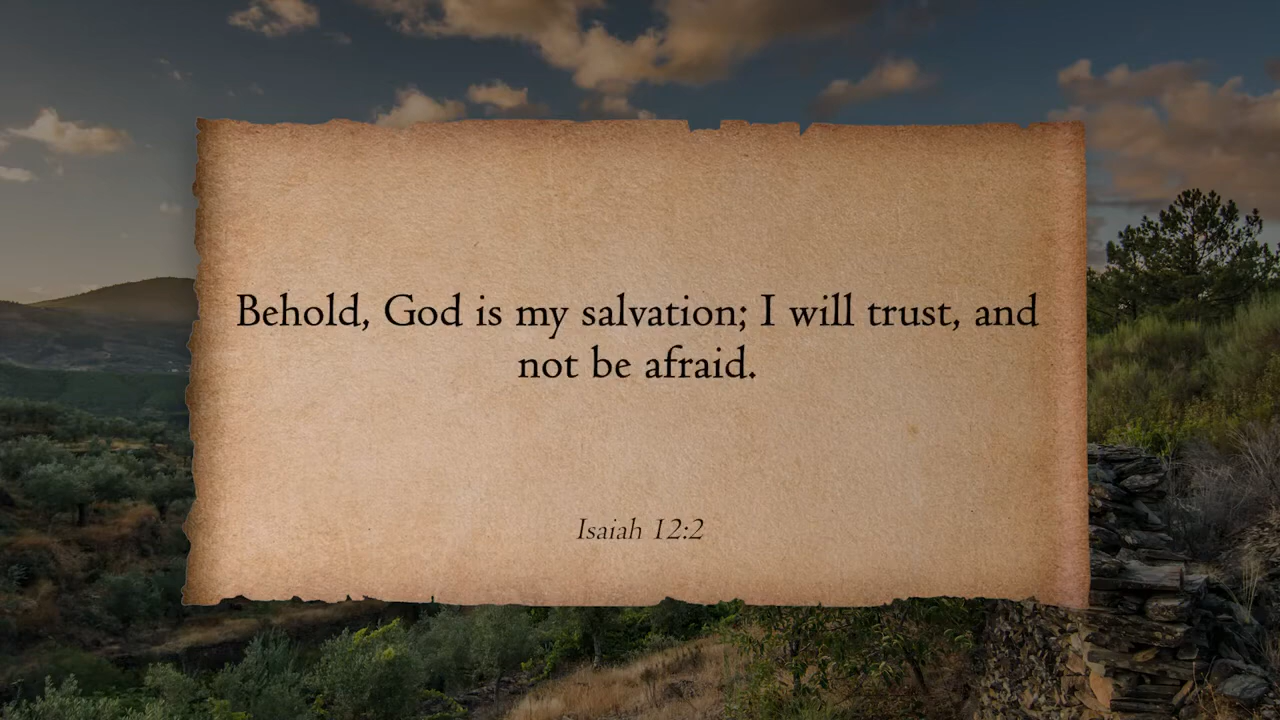 Behold, God is my salvation; I will trust, and
not be afraid.
Isaiah 12:2